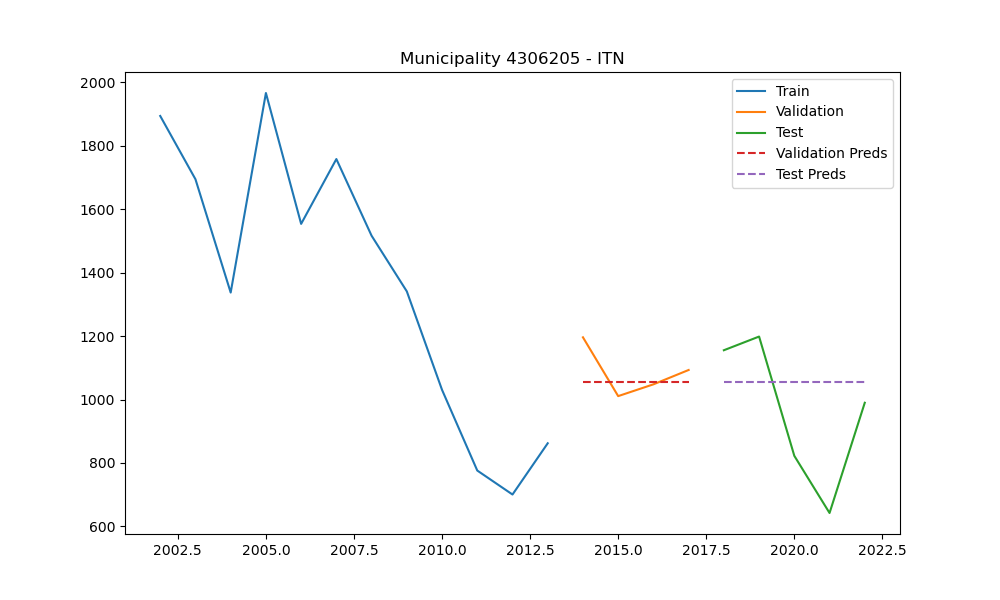 Municipality 4306205 - ITN
2000
1800
1600
1400
1200
1000
800
600
2002.5 2005.0 2007.5 2010.0 2012.5 2015.0 2017.5 2020.0 2022.5
Train
Validation
Test
Validation Preds
Test Preds